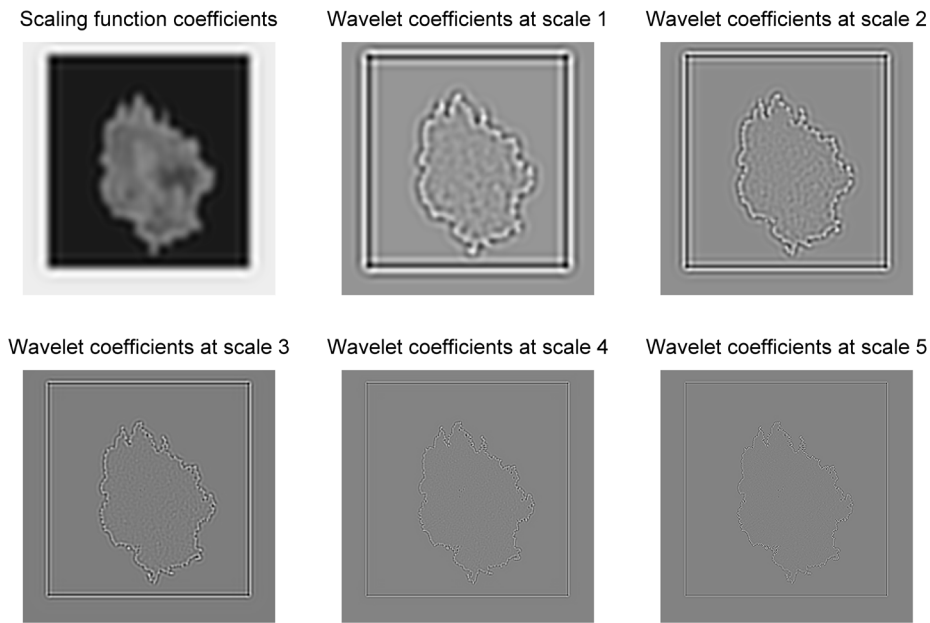 Scaling function coefficients
Wavelet coefficients at scale 1
Wavelet coefficients at scale 2
Wavelet coefficients at scale 3
Wavelet coefficients at scale 4
Wavelet coefficients at scale 5